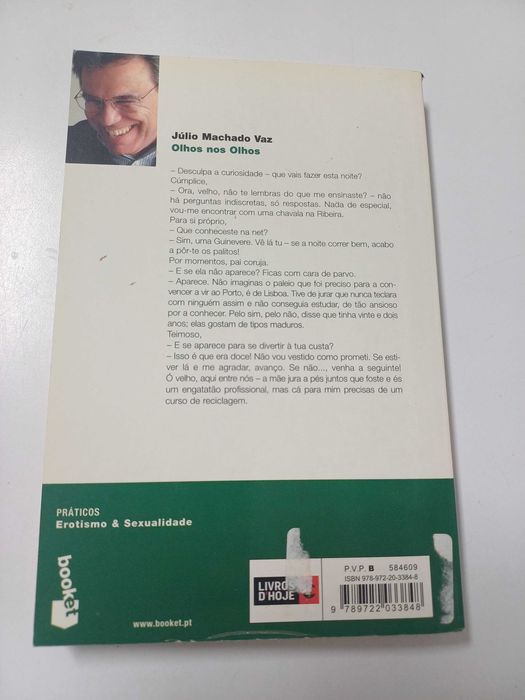 Júlio Machado Vaz
Olhos nos Olhos
– Desculpa a curiosidade – que vais fazer esta noite?
Cúmplice,
– Ora, velho, não te lembras do que me ensinaste? – não
há perguntas indiscretas, só respostas. Nada de especial,
vou-me encontrar com uma chavala na Ribeira.
Para si próprio,
– Que conheceste na net?
– Sim, uma Guinevere. Vê lá tu – se a noite correr bem, acabo
a pôr-te os palitos!
Por momentos, pai coruja.
– E se ela não aparece? Ficas com cara de parvo.
– Aparece. Não imaginas o paleio que foi preciso para a con-
vencer a vir ao Porto, é de Lisboa. Tive de jurar que nunca teclara
com ninguém assim e não conseguia estudar, de tão ansioso
por a conhecer. Pelo sim, pelo não, disse que tinha vinte e dois
anos; elas gostam de tipos maduros.
Teimoso,
– E se aparece para se divertir à tua custa?
– Isso é que era doce! Não vou vestido como prometi. Se esti-
ver lá e me agradar, avanço. Se não..., venha a seguinte!
Ó velho, aqui entre nós – a mãe jura a pés juntos que foste e és
um engatatão profissional, mas cá para mim precisas de um
curso de reciclagem.
PRÁTICOS
Erotismo & Sexualidade
booket
www.booket.pt
LIVROS
D'HOJE
P.V.P. B 584609
ISBN 978-972-20-3384-8
9 789722 033848